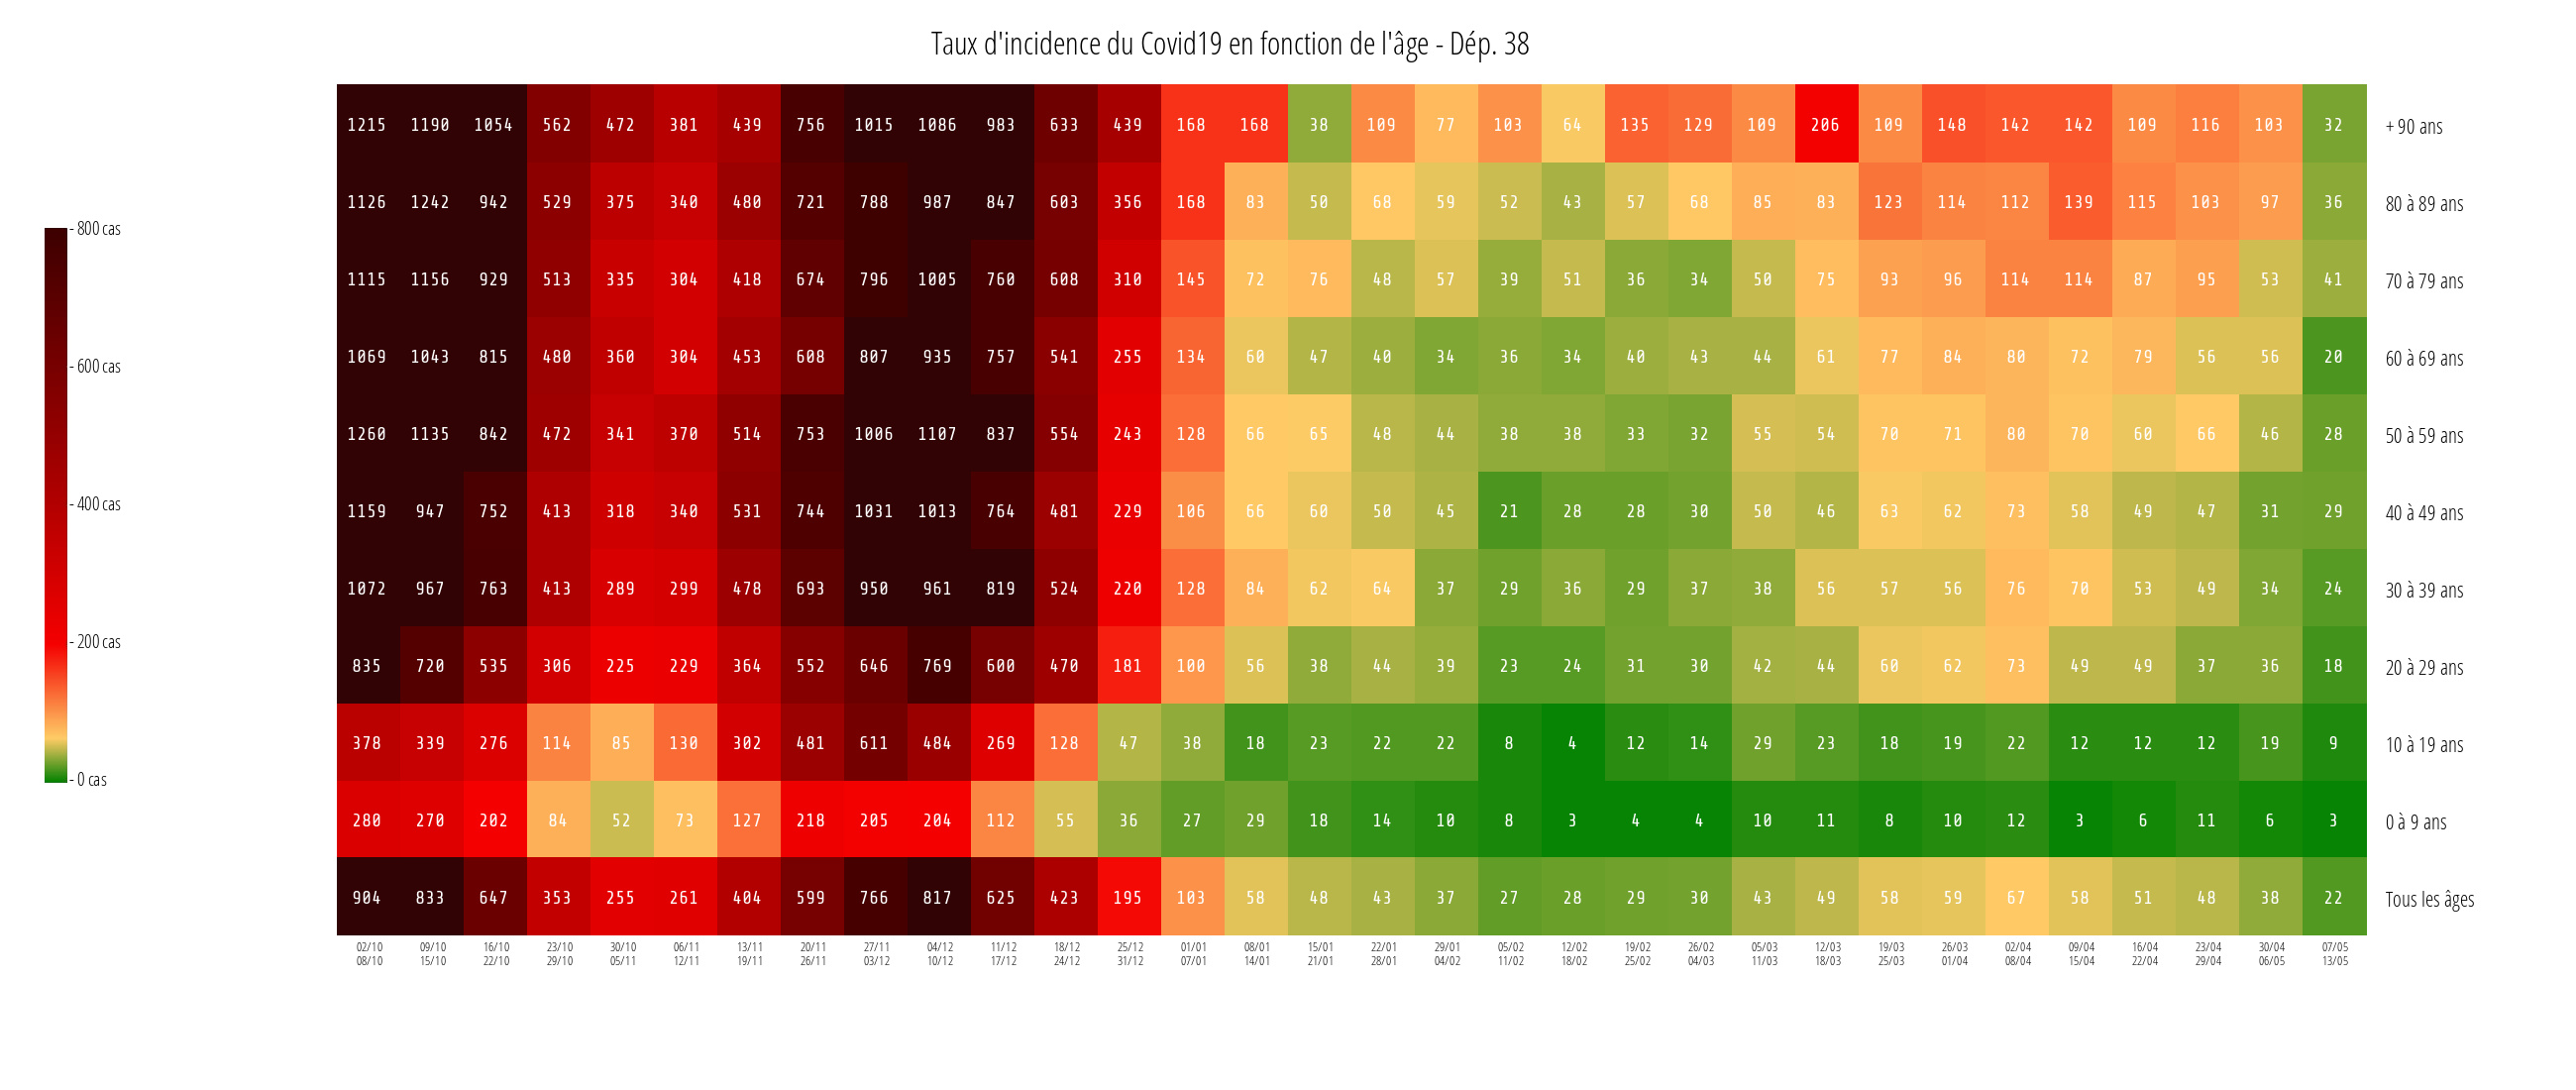 Taux d'incidence du Covid19 en fonction de l'âge - Dép. 38
1215 1190 1054 562 472 381 439 756 1015 1086 983 633 439 168 168 38 109 77 103 64 135 129 109 206 109 148 142 142 109 116 103 32 + 90 ans
1126 1242 942 529 375 340 480 721 788 987 847 603 356 168 83 50 68 59 52 43 57 68 85 83 123 114 112 139 115 103 97 36 80 à 89 ans
- 800 cas
1115 1156 929 513 335 304 418 674 796 1005 760 608 310 145 72 76 48 57 39 51 36 34 50 75 93 96 114 114 87 95 53 41 70 à 79 ans
1069 1043 815 480 360 304 453 608 807 935 757 541 255 134 60 47 40 34 36 34 40 43 44 61 77 84 80 72 79 56 56 20 60 à 69 ans
- 600 cas
1260 1135 842 472 341 370 514 753 1006 1107 837 554 243 128 66 65 48 44 38 38 33 32 55 54 70 71 80 70 60 66 46 28 50 à 59 ans
- 400 cas
1159 947 752 413 318 340 531 744 1031 1013 764 481 229 106 66 60 50 45 21 28 28 30 50 46 63 62 73 58 49 47 31 29 40 à 49 ans
1072 967 763 413 289 299 478 693 950 961 819 524 220 128 84 62 64 37 29 36 29 37 38 56 57 56 76 70 53 49 34 24 30 à 39 ans
- 200 cas
835 720 535 306 225 229 364 552 646 769 600 470 181 100 56 38 44 39 23 24 31 30 42 44 60 62 73 49 49 37 36 18 20 à 29 ans
378 339 276 114 85 130 302 481 611 484 269 128 47 38 18 23 22 22 8 4 12 14 29 23 18 19 22 12 12 12 19 9 10 à 19 ans
- 0 cas
280 270 202 84 52 73 127 218 205 204 112 55 36 27 29 18 14 10 8 3 4 4 10 11 8 10 12 3 6 11 6 3 0 à 9 ans
904 833 647 353 255 261 404 599 766 817 625 423 195 103 58 48 43 37 27 28 29 30 43 49 58 59 67 58 51 48 38 22 Tous les âges
02/10 09/10 16/10 23/10 30/10 06/11 13/11 20/11 27/11 04/12 11/12 18/12 25/12 01/01 08/01 15/01 22/01 29/01 05/02 12/02 19/02 26/02 05/03 12/03 19/03 26/03 02/04 09/04 16/04 23/04 30/04 07/05
08/10 15/10 22/10 29/10 05/11 12/11 19/11 26/11 03/12 10/12 17/12 24/12 31/12 07/01 14/01 21/01 28/01 04/02 11/02 18/02 25/02 04/03 11/03 18/03 25/03 01/04 08/04 15/04 22/04 29/04 06/05 13/05